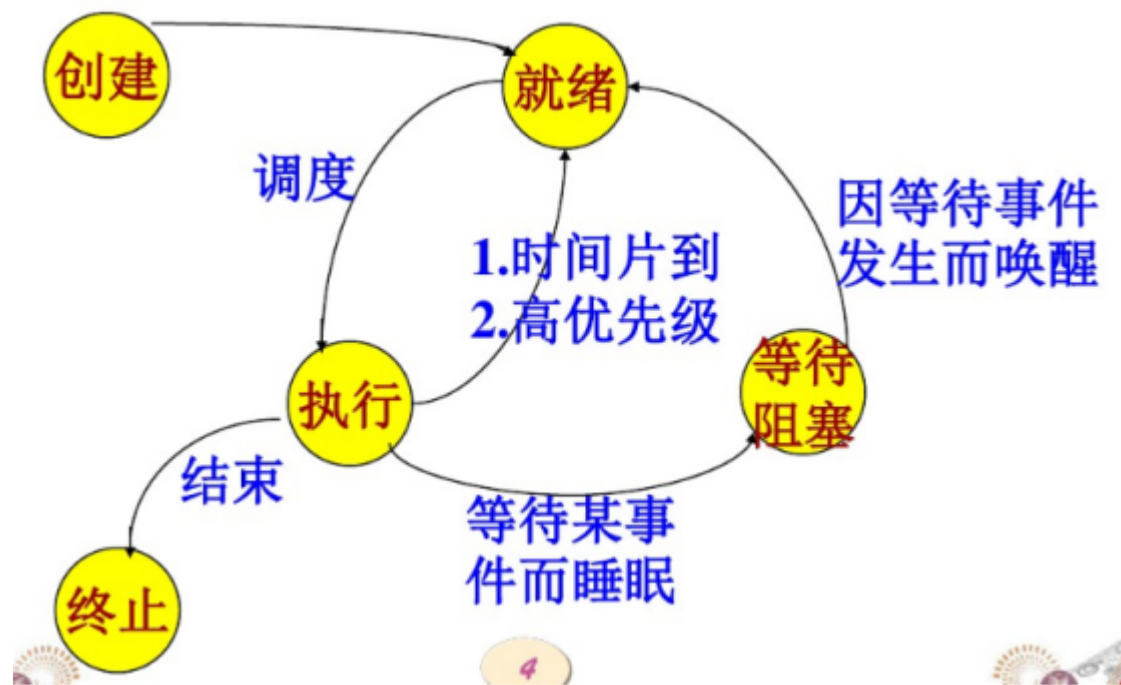 创建
就绪
调度
因等待事件
发生而唤醒
1.时间片到
2.高优先级
等待
阻塞
执行
结束
等待某事
件而睡眠
终止
4